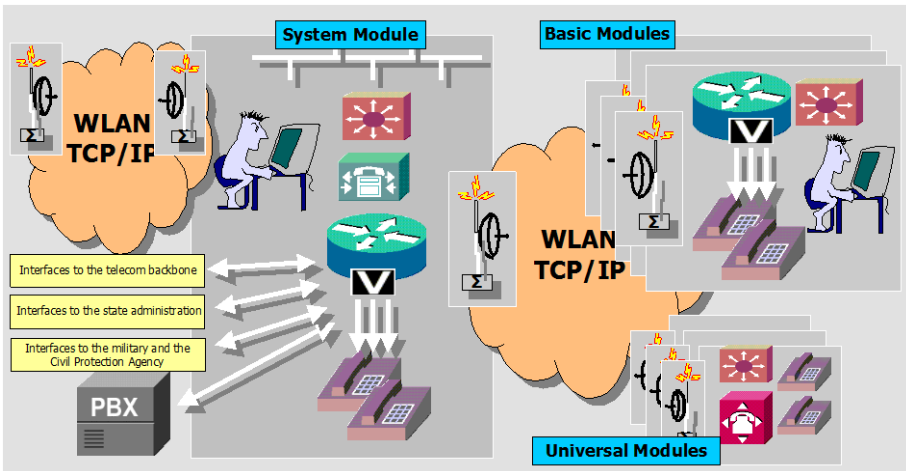 System Module
Basic Modules
WLAN
TCP/IP
Σ
Σ
V
Σ
WLAN
TCP/IP
Σ
Interfaces to the telecom backbone
V
Interfaces to the state administration
Interfaces to the military and the
Civil Protection Agency
PBX
Σ
Universal Modules